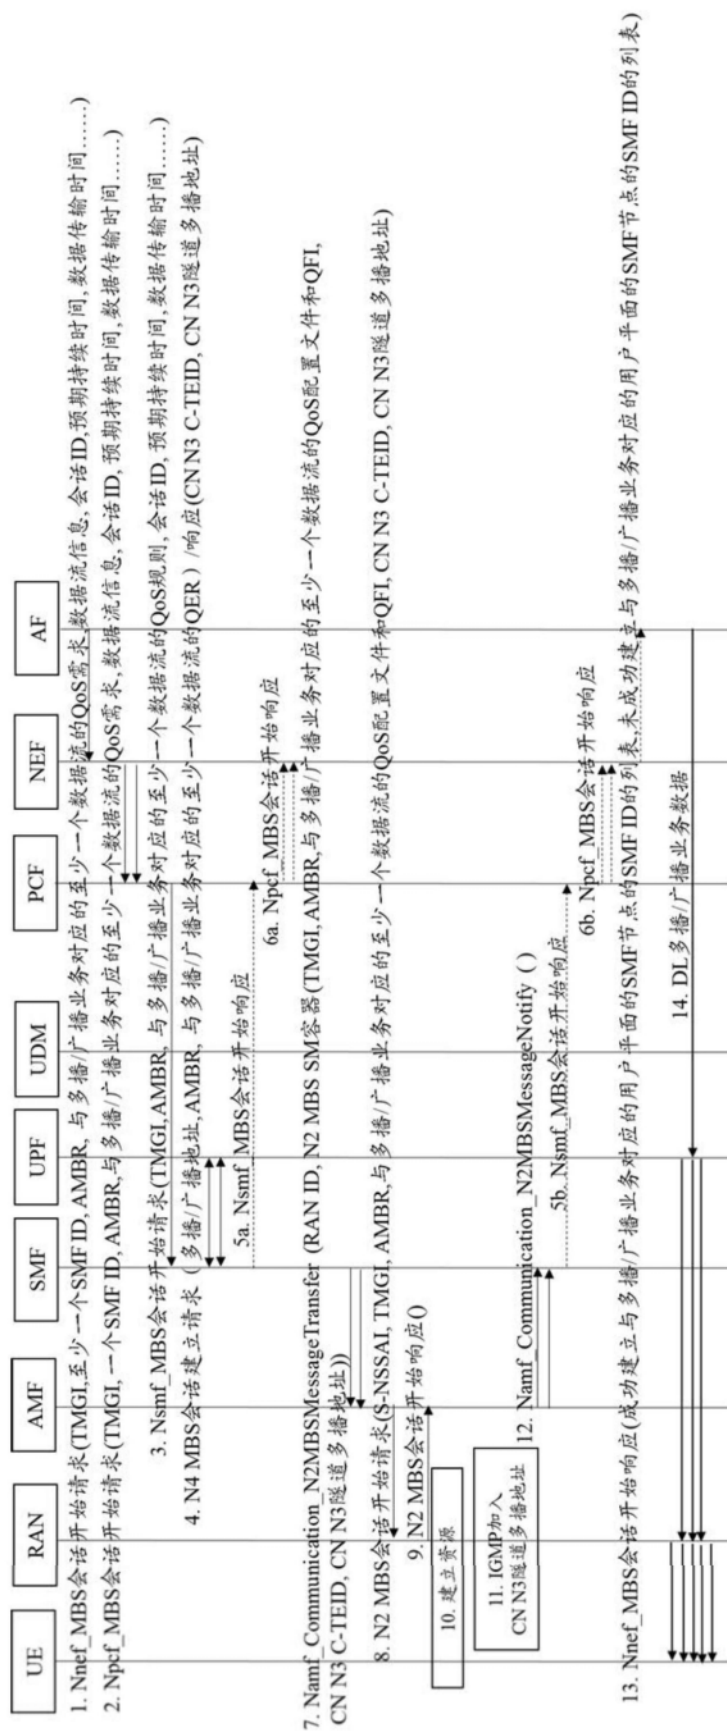 UE
RAN
AMF
SMF
UPF
UDM
PCF
NEF
AF
1. Nnef_MBS会话开始请求(TMGI,至少一个SMF ID, AMBR, 与多播/广播业务对应的至少一个数据流的QoS需求,数据流信息, 会话ID,预期持续时间, 数据传输时间……)
2. Npcf_MBS会话开始请求(TMGI, 一个SMF ID, AMBR,与多播/广播业务对应的至少一个数据流的QoS需求,数据流信息,会话ID, 预期持续时间,数据传输时间……)
3. Nsmf_MBS会话开始请求(TMGI,AMBR, 与多播/广播业务对应的至少一个数据流的QoS规则, 会话ID, 预期持续时间, 数据传输时间……)
4. N4 MBS会话建立请求 (多播/广播地址,AMBR, 与多播/广播业务对应的至少一个数据流的QER) /响应(CN N3 C-TEID, CN N3隧道多播地址)
5a. Nsmf_MBS会话开始响应
6a. Npcf_MBS会话开始响应
7. Namf_Communication_N2MBSMessageTransfer (RAN ID, N2 MBS SM容器(TMGI,AMBR,与多播/广播业务对应的至少一个数据流的QoS配置文件和QFI,
CN N3 C-TEID, CN N3隧道多播地址))
8. N2 MBS会话开始请求(S-NSSAI, TMGI, AMBR,与多播/广播业务对应的至少一个数据流的QoS配置文件和QFI, CN N3 C-TEID, CN N3隧道多播地址)
9. N2 MBS会话开始响应()
10. 建立资源
11. IGMP加入
CN N3隧道多播地址
12. Namf_Communication_N2MBSMessageNotify ()
5b. Nsmf_MBS会话开始响应
6b. Npcf_MBS会话开始响应
13. Nnef_MBS会话开始响应(成功建立与多播/广播业务对应的用户平面的SMF节点的SMF ID的列表,未成功建立与多播/广播业务对应的用户平面的SMF节点的SMF ID的列表)
14. DL多播/广播业务数据